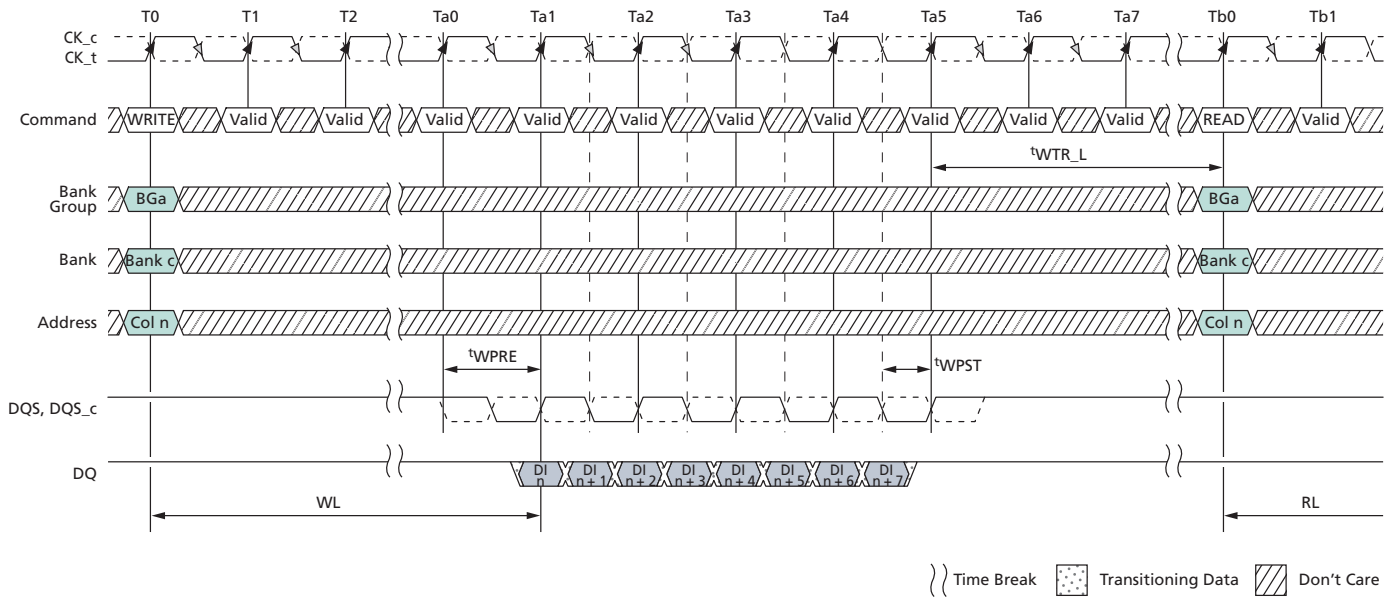 T0 T1 T2 Ta0 Ta1 Ta2 Ta3 Ta4 Ta5 Ta6 Ta7 Tb0 Tb1
CK_c
CK_t
Command WRITE Valid Valid Valid Valid Valid Valid Valid Valid Valid Valid READ Valid
tWTR_L
Bank Group BGa BGa
Bank Bank c Bank c
Address Col n Col n
tWPRE tWPST
DQS, DQS_c
DQ DI n DI n + 1 DI n + 2 DI n + 3 DI n + 4 DI n + 5 DI n + 6 DI n + 7
WL RL
Time Break Transitioning Data Don't Care